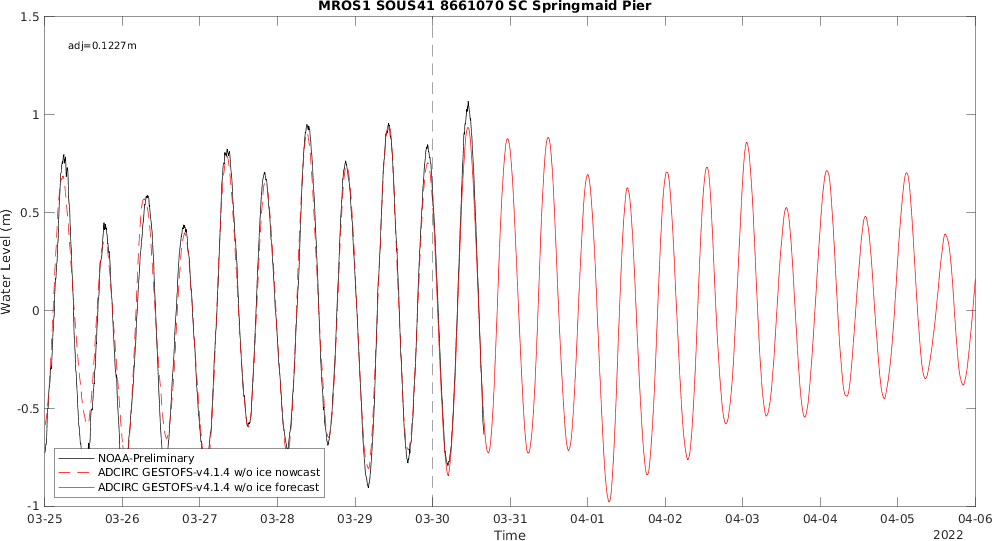 MROS1 SOUS41 8661070 SC Springmaid Pier
adj=0.1227m
1.5
1
0.5
0
-0.5
-1
Water Level (m)
NOAA-Preliminary
ADCIRC GESTOFS-v4.1.4 w/o ice nowcast
ADCIRC GESTOFS-v4.1.4 w/o ice forecast
03-25 03-26 03-27 03-28 03-29 03-30 03-31 04-01 04-02 04-03 04-04 04-05 04-06
Time
2022